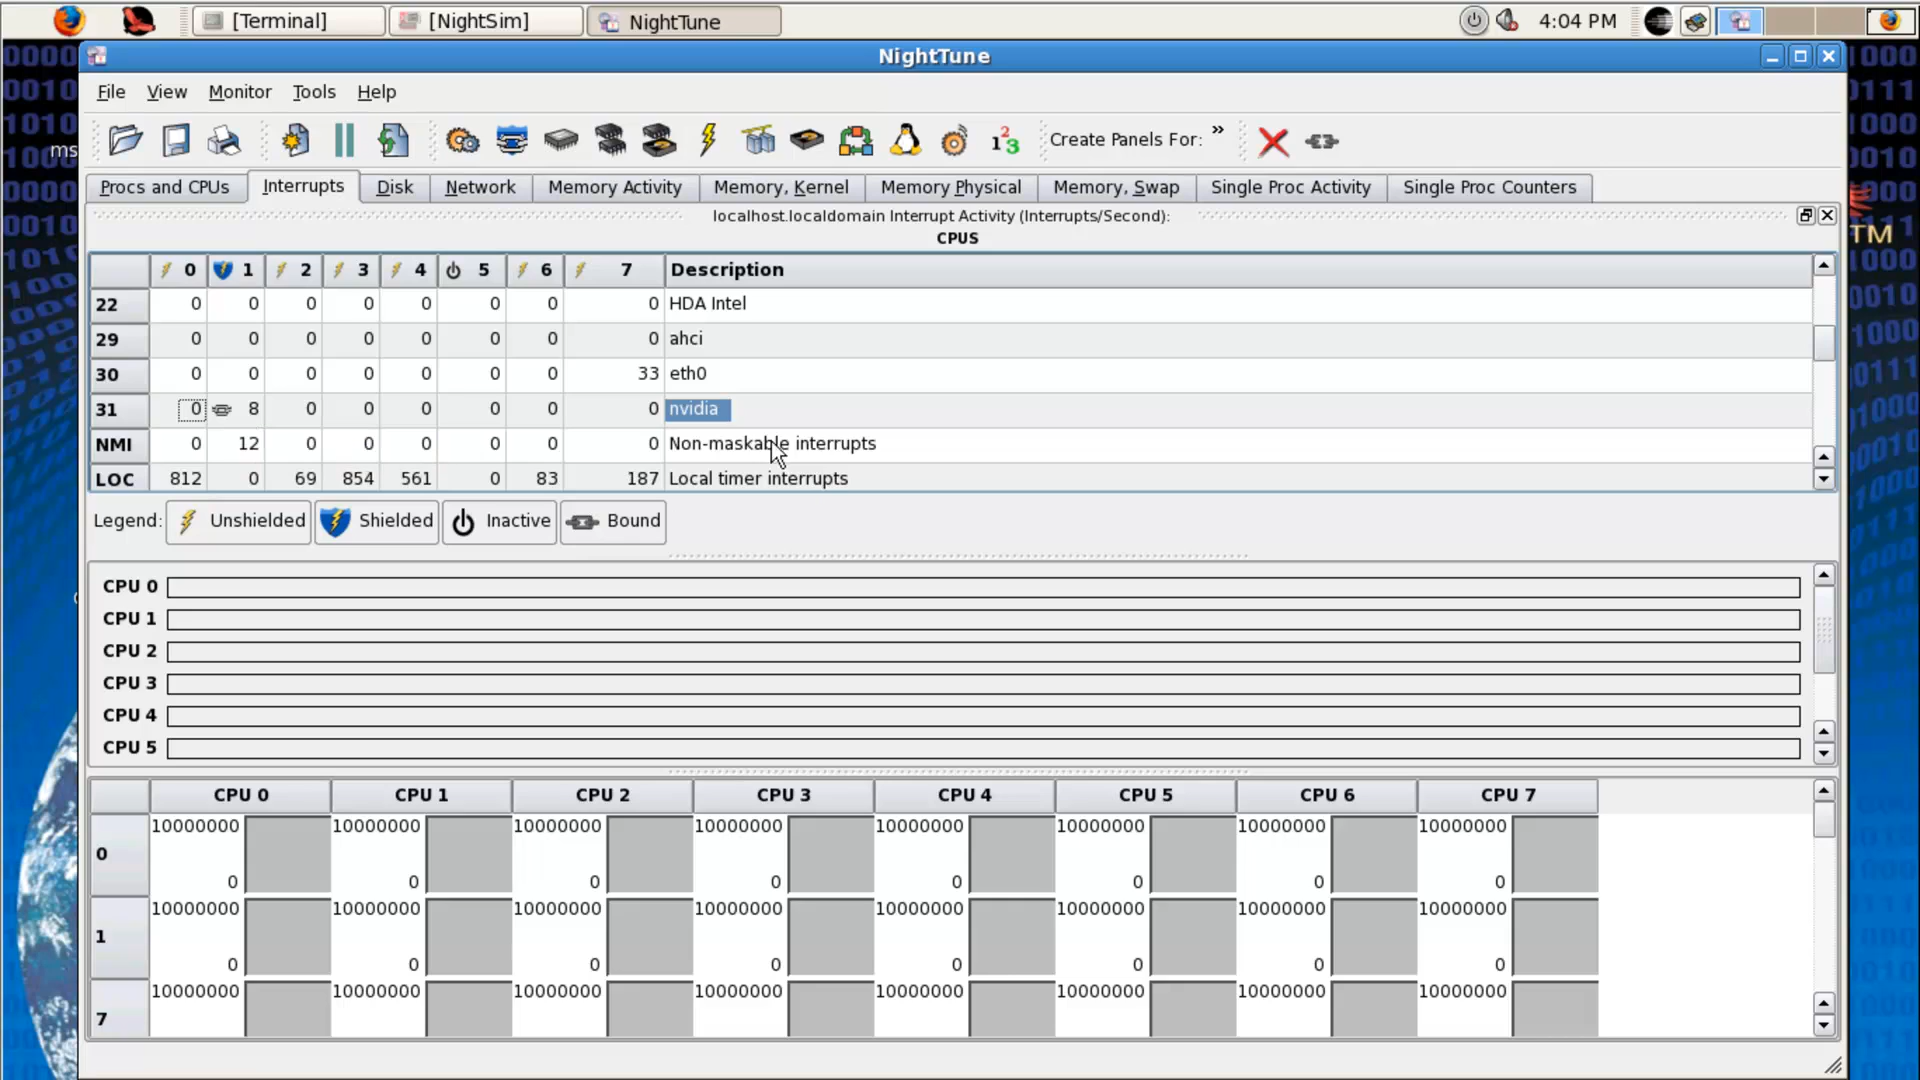 [Terminal] [NightSim] NightTune 4:04 PM
NightTune
File View Monitor Tools Help
Create Panels For: »
Procs and CPUs Interrupts Disk Network Memory Activity Memory, Kernel Memory Physical Memory, Swap Single Proc Activity Single Proc Counters
localhost.localdomain Interrupt Activity (Interrupts/Second):
CPUS
0 1 2 3 4 5 6 7 Description
22 0 0 0 0 0 0 0 0 HDA Intel
29 0 0 0 0 0 0 0 0 ahci
30 0 0 0 0 0 0 0 33 eth0
31 0 8 0 0 0 0 0 0 nvidia
NMI 0 12 0 0 0 0 0 0 Non-maskable interrupts
LOC 812 0 69 854 561 0 83 187 Local timer interrupts
Legend: Unshielded Shielded Inactive Bound
CPU 0
CPU 1
CPU 2
CPU 3
CPU 4
CPU 5
CPU 0 CPU 1 CPU 2 CPU 3 CPU 4 CPU 5 CPU 6 CPU 7
10000000 10000000 10000000 10000000 10000000 10000000 10000000 10000000
0
0 0 0 0 0 0 0 0
10000000 10000000 10000000 10000000 10000000 10000000 10000000 10000000
1
0 0 0 0 0 0 0 0
10000000 10000000 10000000 10000000 10000000 10000000 10000000 10000000
7
ms
TM